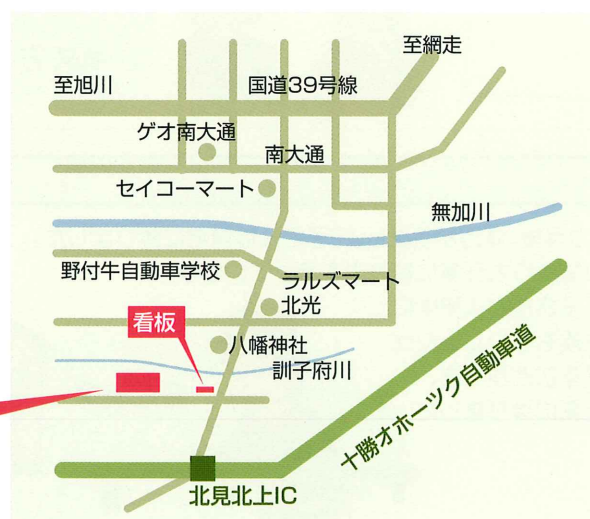 至網走
至旭川
国道39号線
ゲオ南大通
南大通
セイコーマート
無加川
野付牛自動車学校
ラルズマート
北光
看板
八幡神社
訓子府川
十勝オホーツク自動車道
北見北上IC